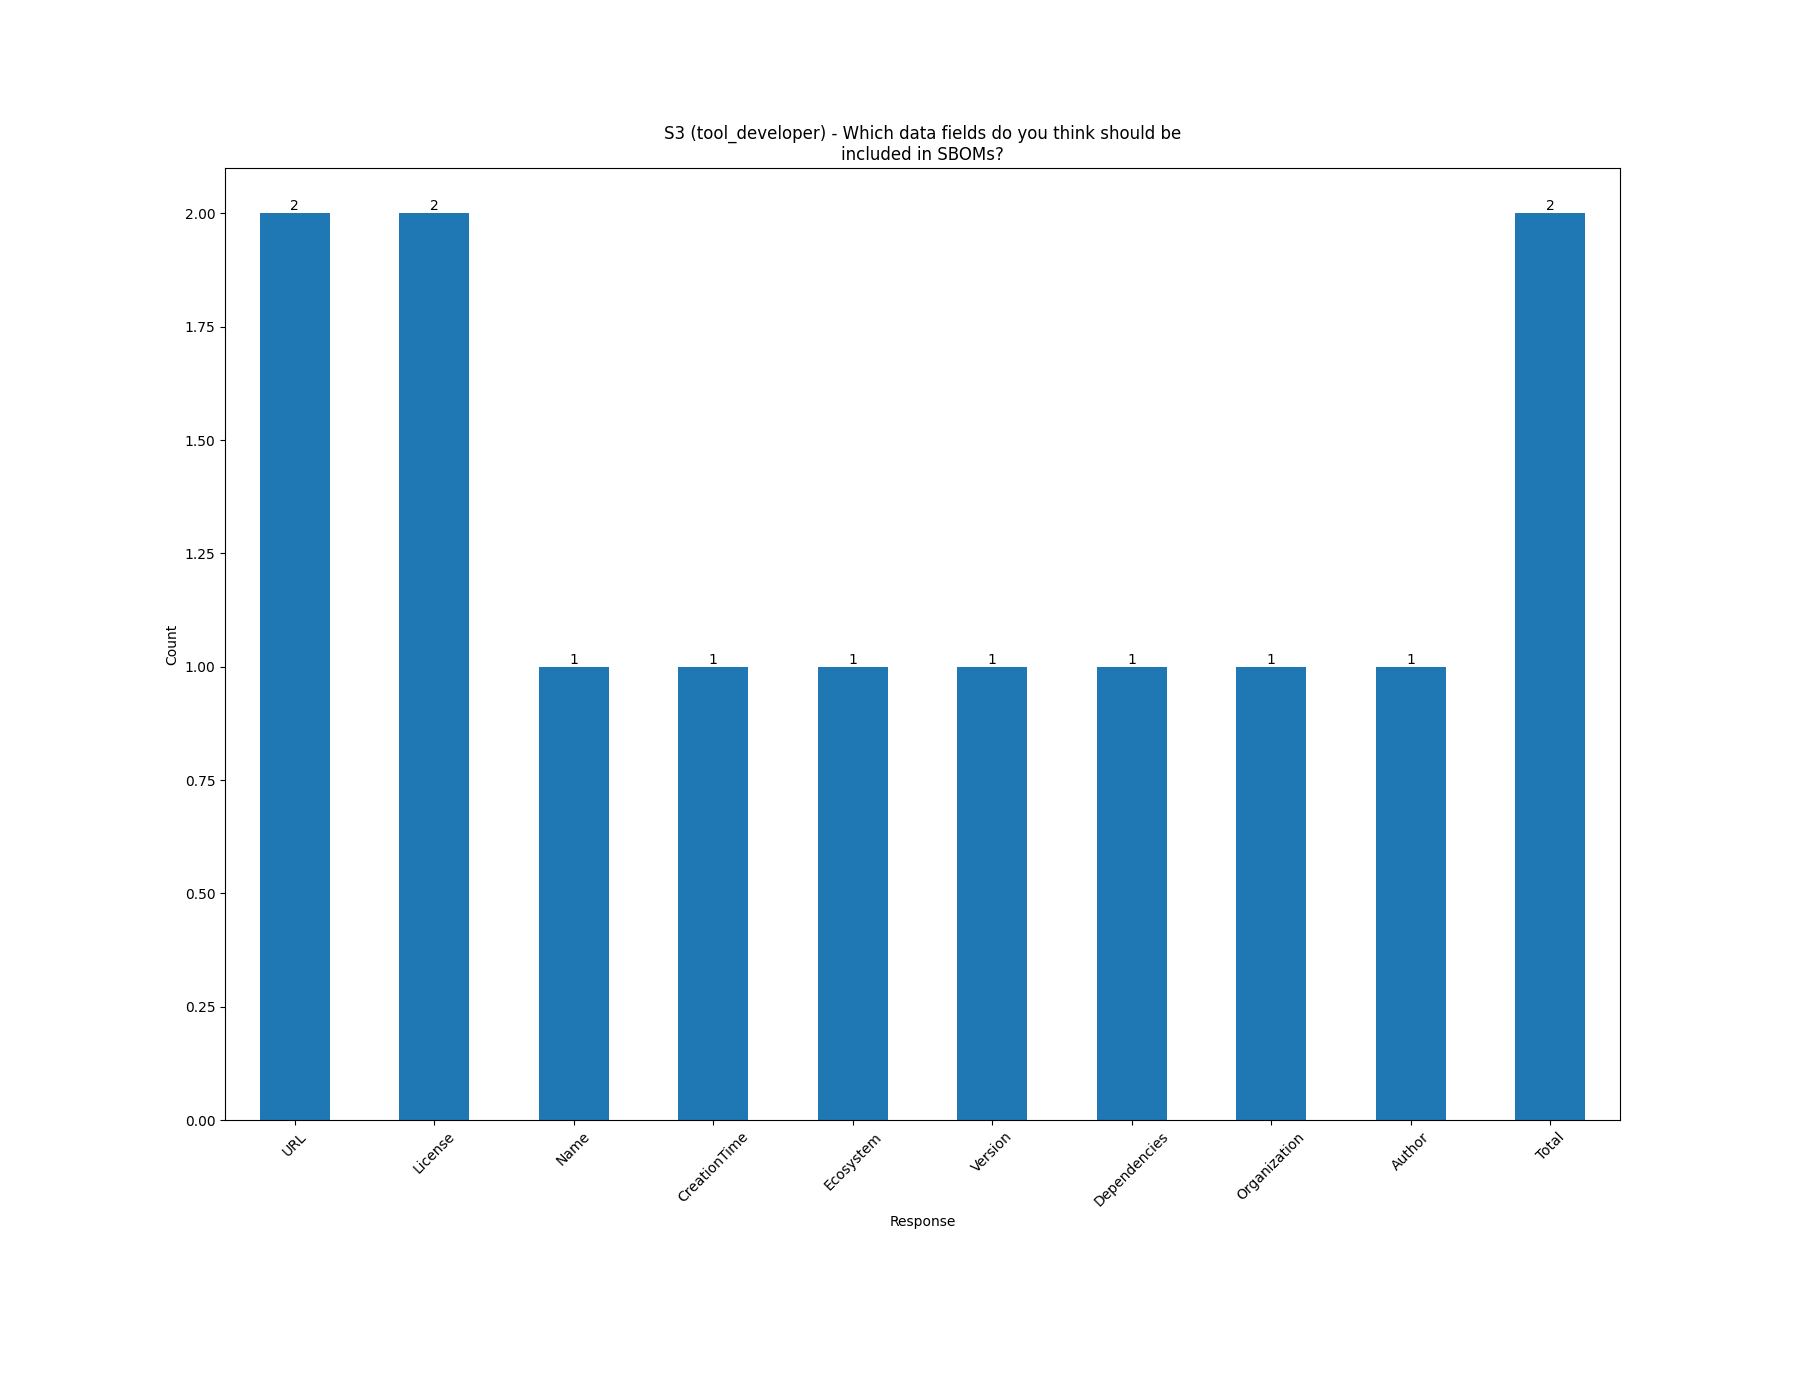 S3 (tool_developer) - Which data fields do you think should be
included in SBOMs?
2
2
1
1
1
1
1
1
1
2
2.00
1.75
1.50
1.25
1.00
0.75
0.50
0.25
0.00
Count
URL
License
Name
CreationTime
Ecosystem
Version
Dependencies
Organization
Author
Total
Response